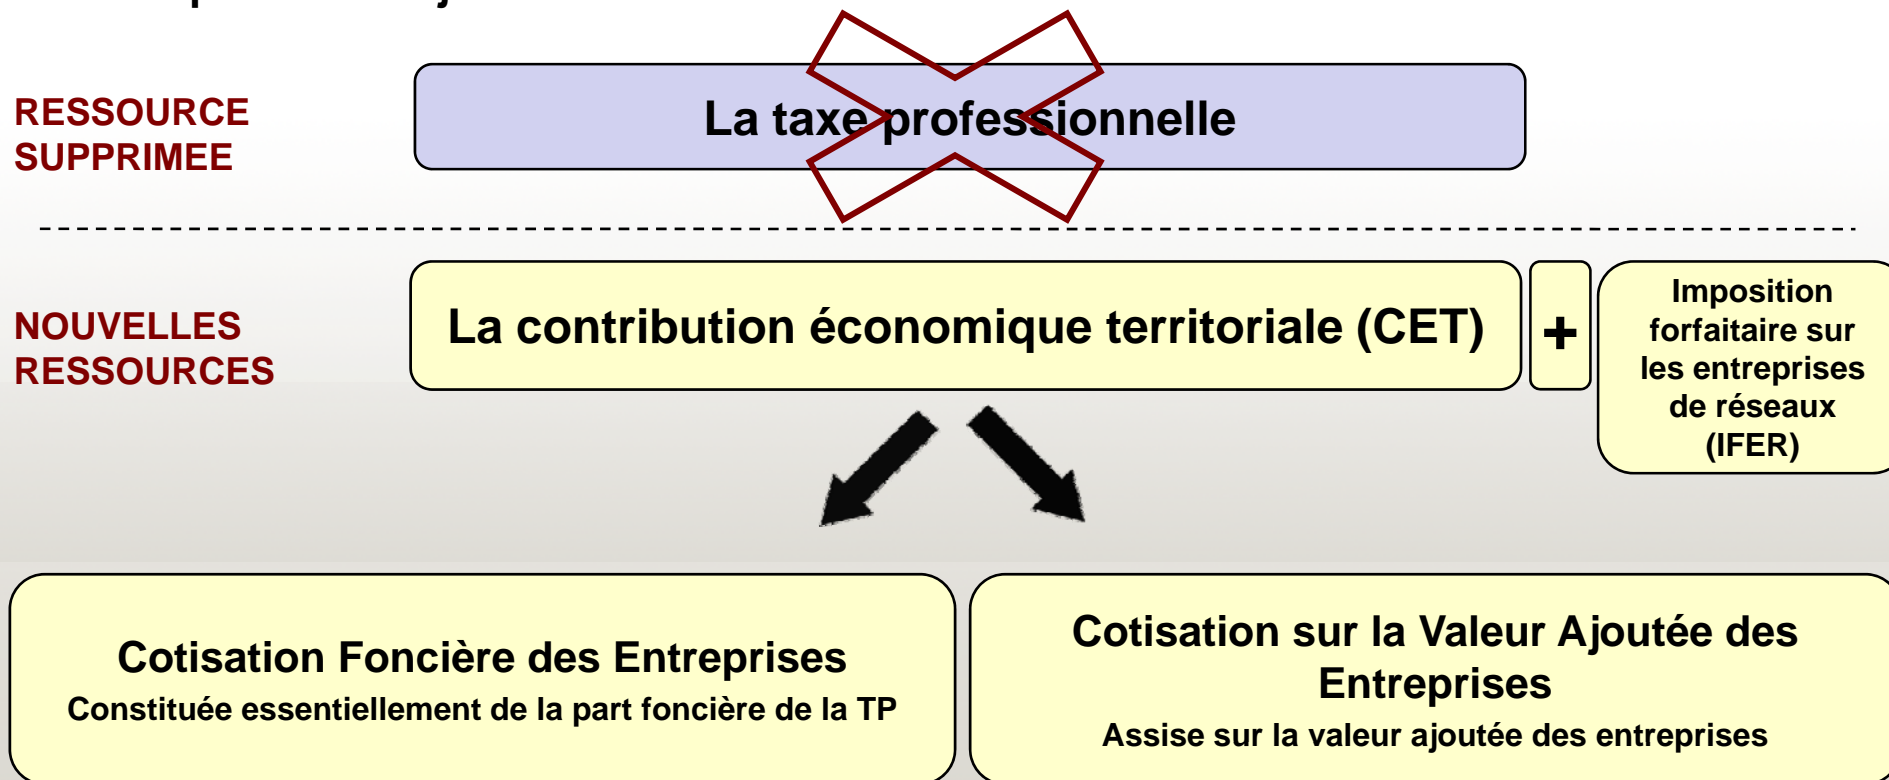 La taxe professionnelle
RESSOURCE
SUPPRIMEE
La contribution économique territoriale (CET)
+
Imposition
forfaitaire sur
les entreprises
de réseaux
(IFER)
NOUVELLES
RESSOURCES
Cotisation Foncière des Entreprises
Constituée essentiellement de la part foncière de la TP
Cotisation sur la Valeur Ajoutée des
Entreprises
Assise sur la valeur ajoutée des entreprises